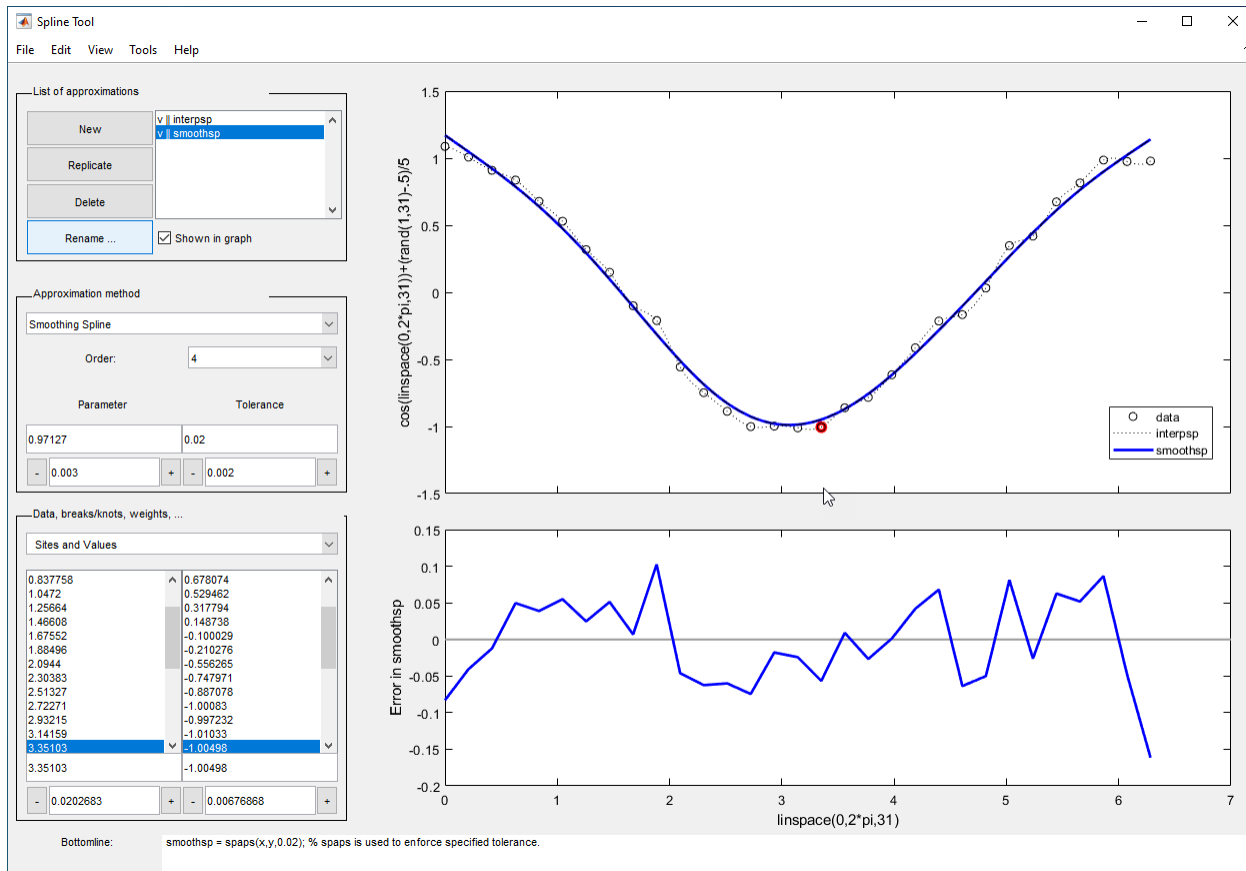 Spline Tool
File Edit View Tools Help
List of approximations
New
Replicate
Delete
Rename ...
v interpsp
v smoothsp
Shown in graph
Approximation method
Smoothing Spline
Order: 4
Parameter Tolerance
0.97127 0.02
- 0.003 + - 0.002 +
Data, breaks/knots, weights, ...
Sites and Values
0.837758 0.678074
1.0472 0.529462
1.25664 0.317794
1.46608 0.148738
1.67552 -0.100029
1.88496 -0.210276
2.0944 -0.556265
2.30383 -0.747971
2.51327 -0.887078
2.72271 -1.00083
2.93215 -0.997232
3.14159 -1.01033
3.35103 -1.00498
3.35103 -1.00498
- 0.0202683 + - 0.00676868 +
Bottomline: smoothsp = spaps(x,y,0.02); % spaps is used to enforce specified tolerance.
cos(linspace(0,2*pi,31))+(rand(1,31)-.5)/5
1.5
1
0.5
0
-0.5
-1
-1.5
data
interpsp
smoothsp
Error in smoothsp
0.15
0.1
0.05
0
-0.05
-0.1
-0.15
-0.2
0 1 2 3 4 5 6 7
linspace(0,2*pi,31)